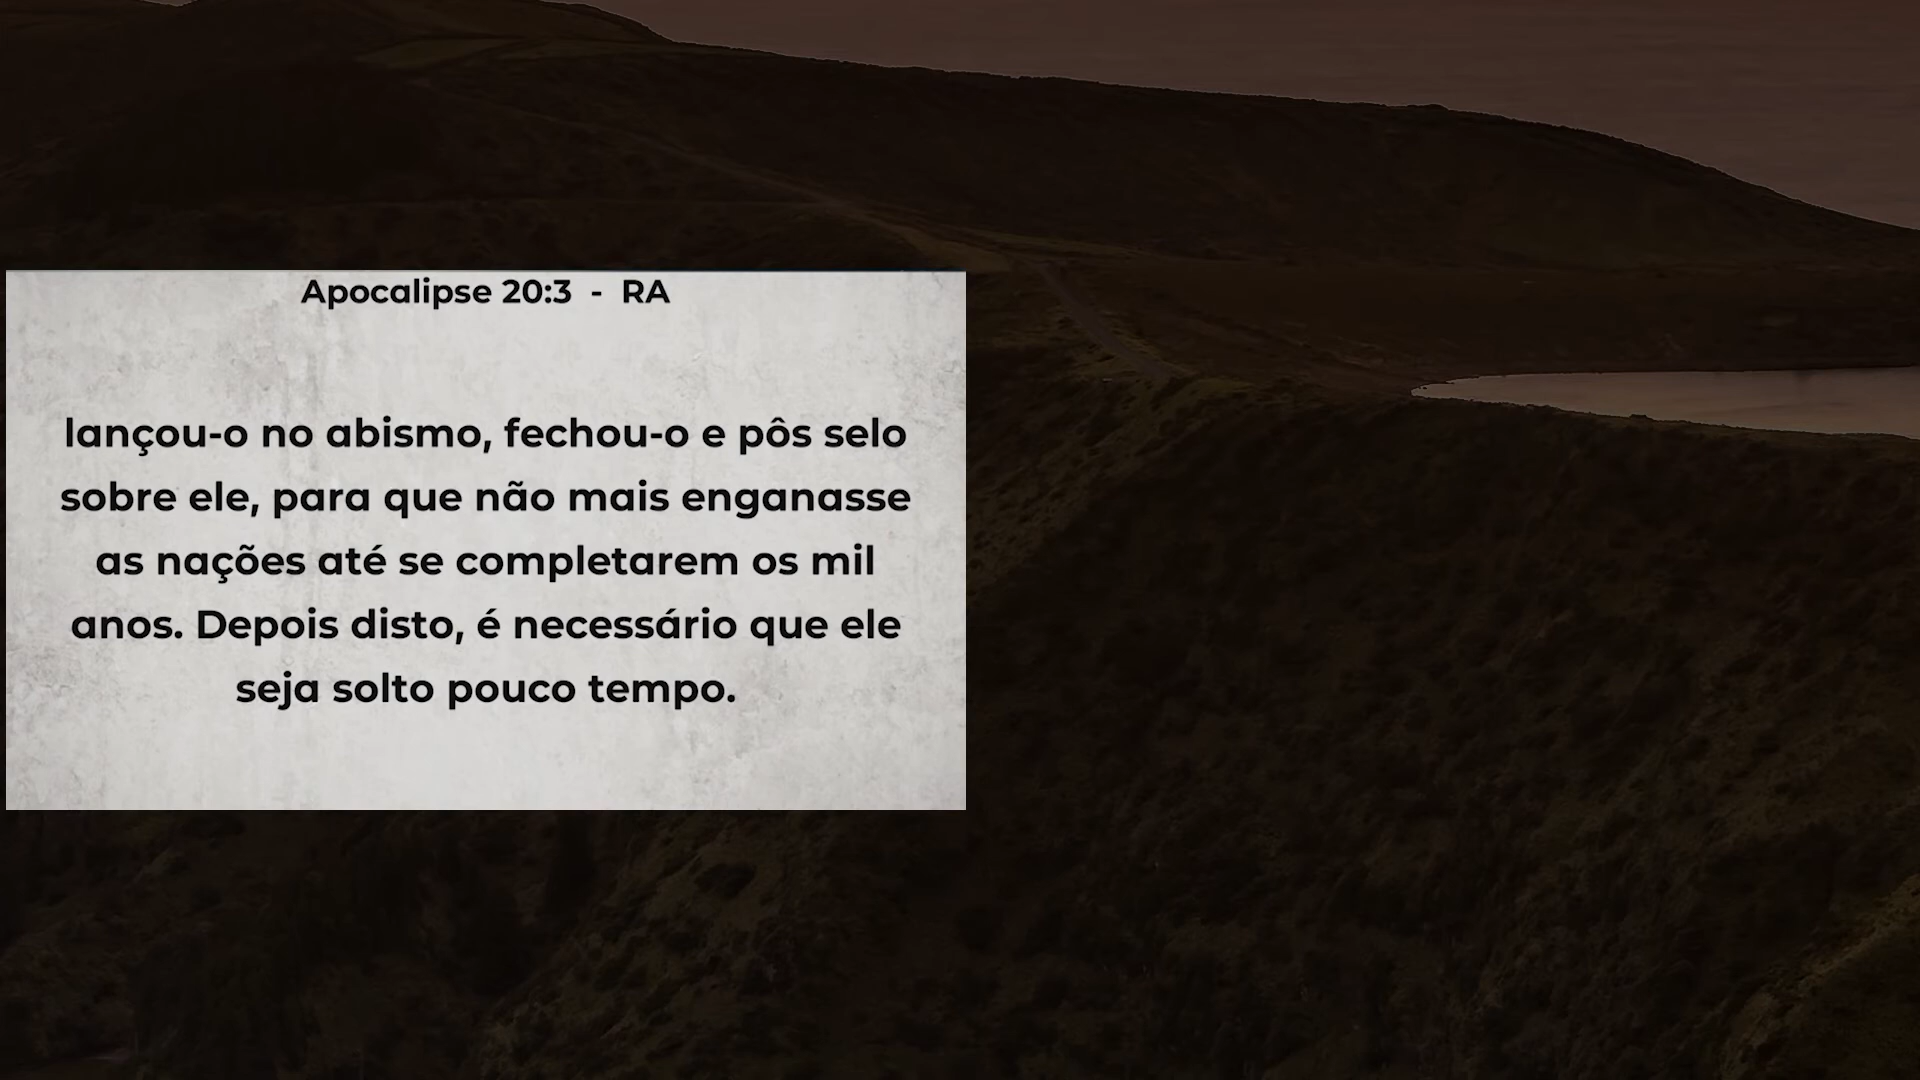 Apocalipse 20:3 - RA
lançou-o no abismo, fechou-o e pôs selo
sobre ele, para que não mais enganasse
as nações até se completarem os mil
anos. Depois disto, é necessário que ele
seja solto pouco tempo.